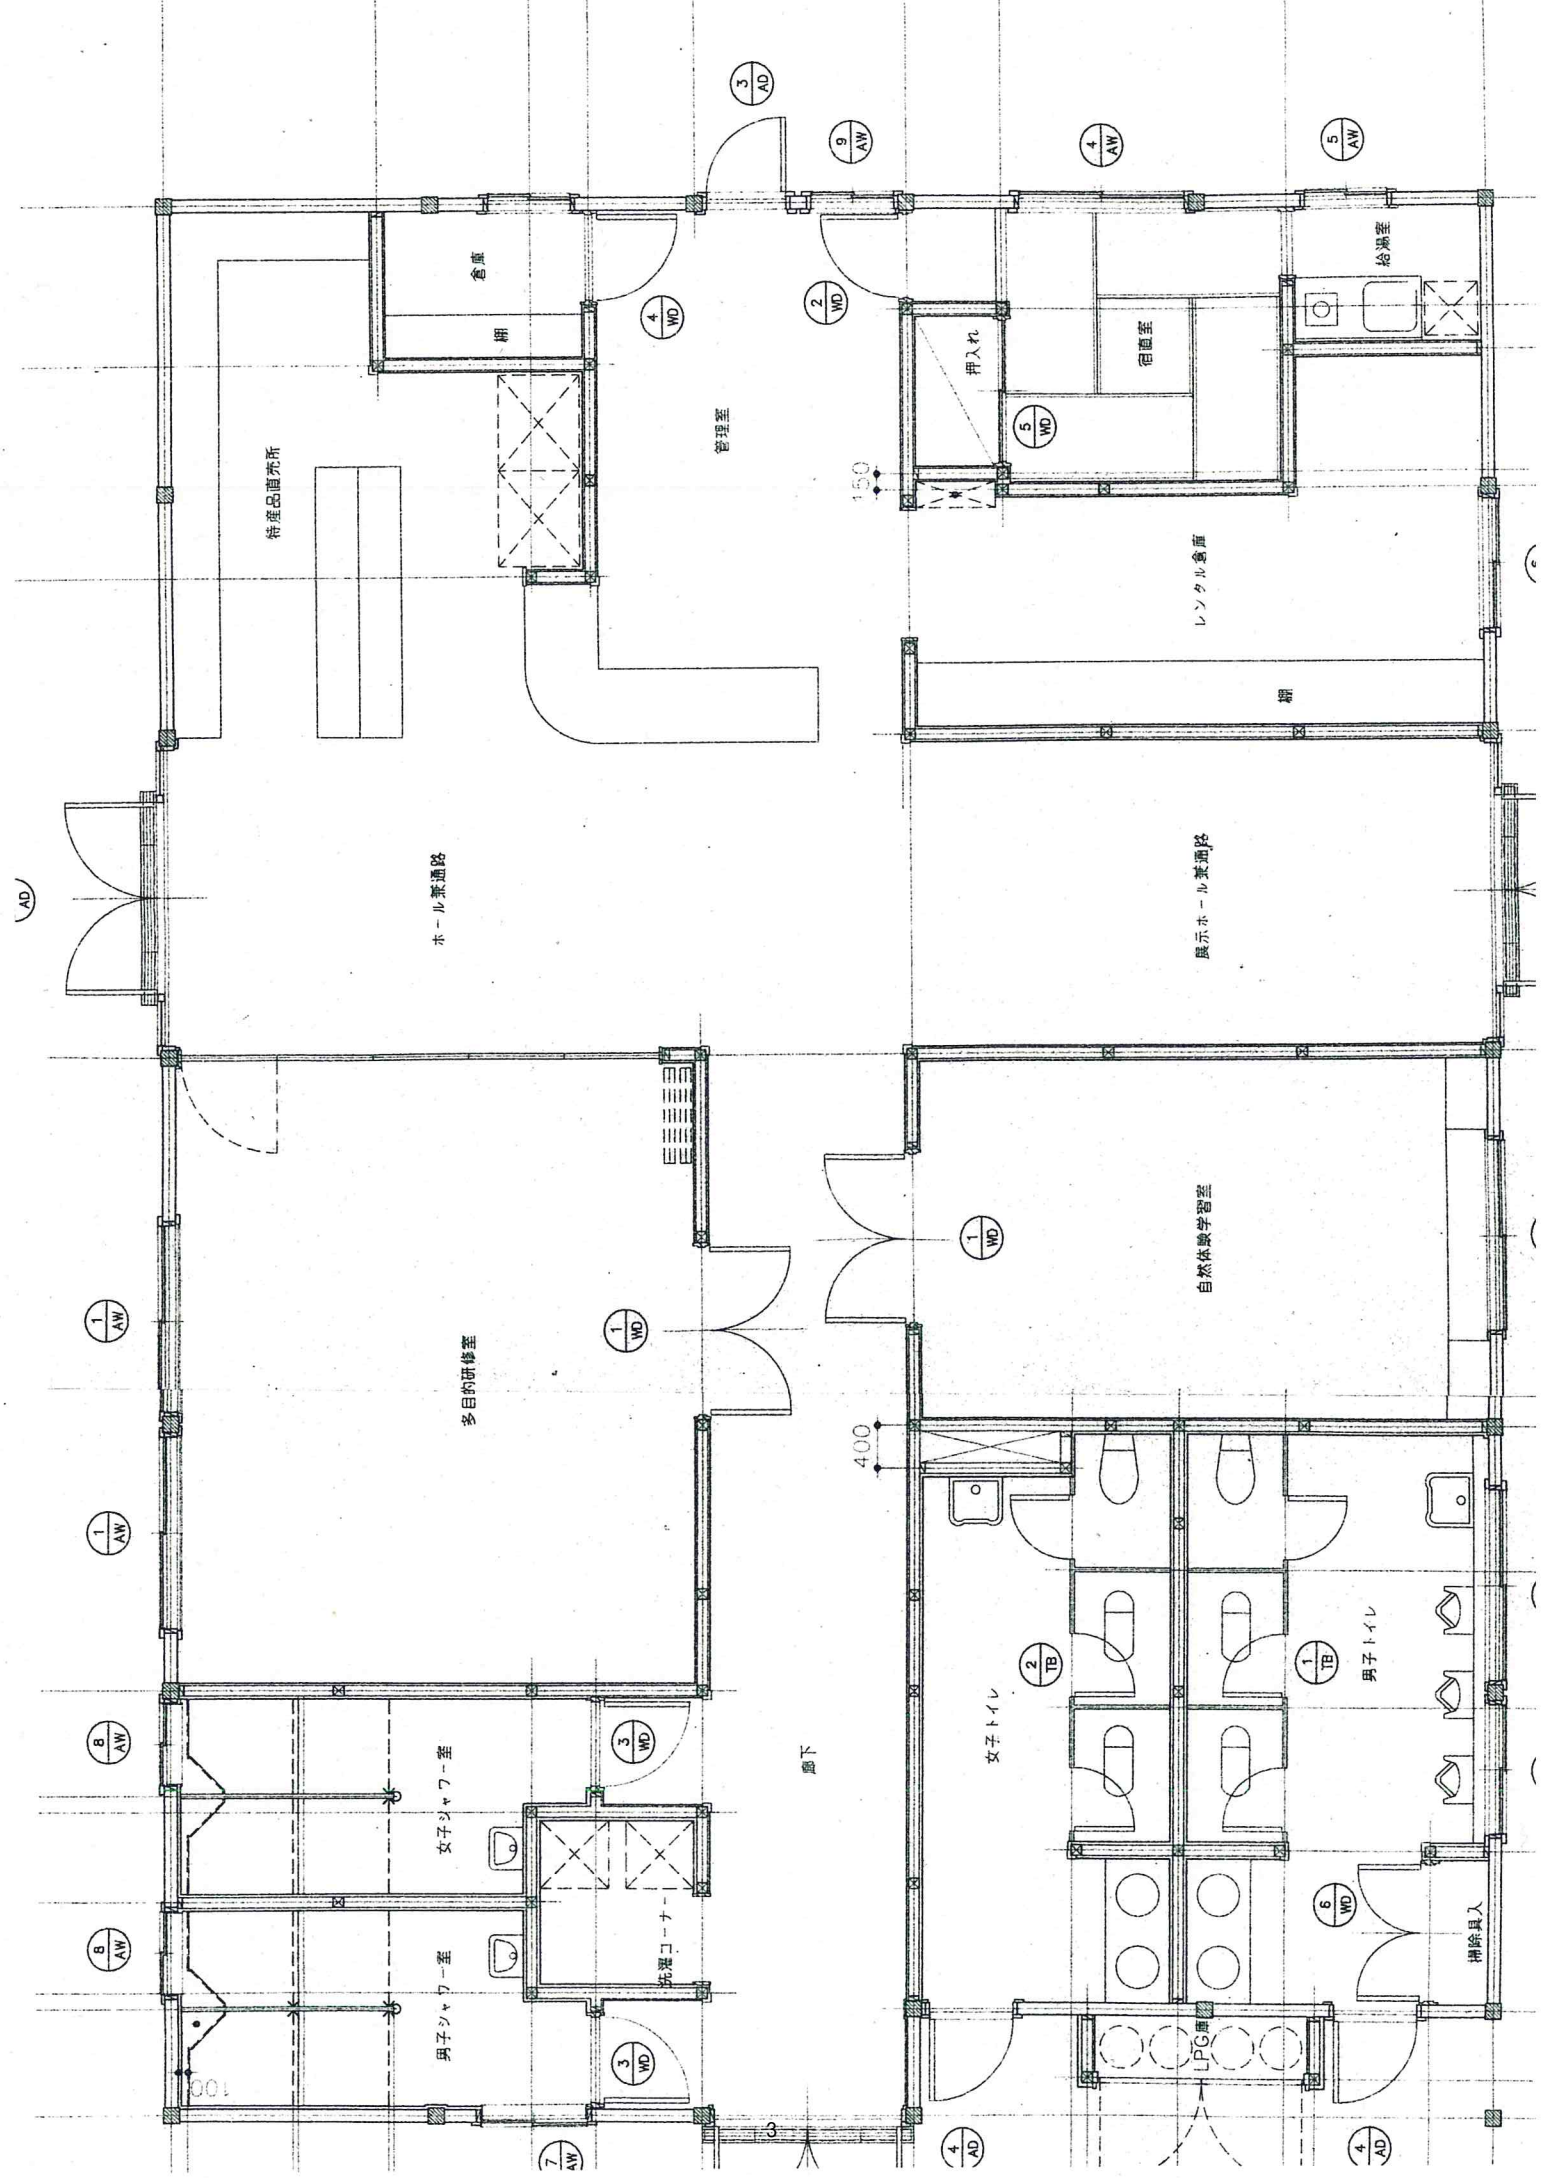 3
AD
9
AW
4
AW
5
AW
倉庫
棚
4
WD
2
WD
押入れ
宿直室
給湯室
5
WD
管理室
特産品直売所
150
レンタル倉庫
棚
AD
ホール兼通路
展示ホール兼通路
1
AW
1
AW
多目的研修室
1
WD
1
WD
自然体験学習室
400
8
AW
8
AW
女子シャワー室
男子シャワー室
3
WD
3
WD
洗濯コーナー
廊下
女子トイレ
2
TB
1
TB
男子トイレ
6
WD
掃除具入
LPG庫
100
7
AW
3
4
AD
4
AD